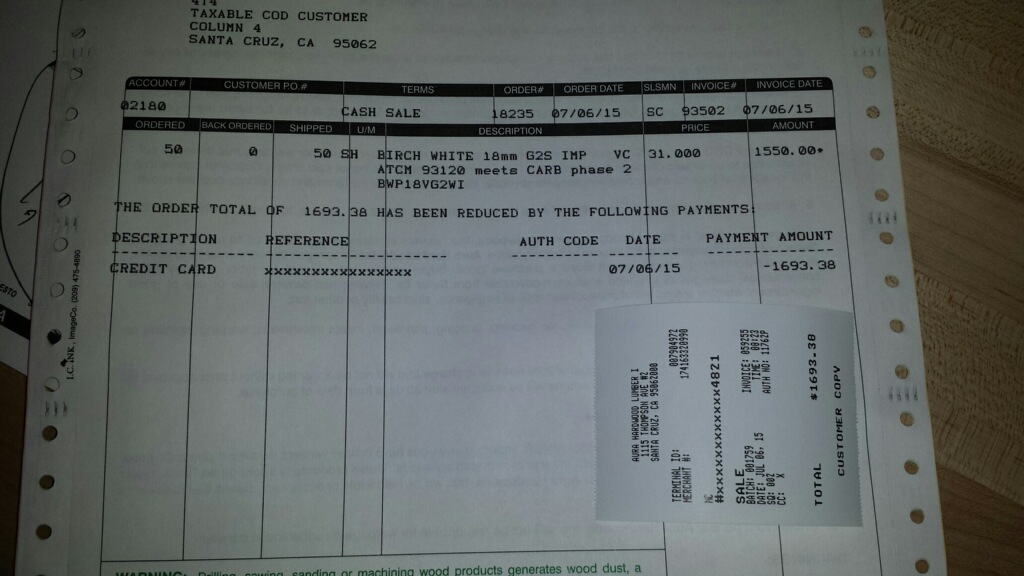 474
TAXABLE COD CUSTOMER
COLUMN 4
SANTA CRUZ, CA 95062
ACCOUNT# CUSTOMER P.O.# TERMS ORDER# ORDER DATE SLSMN INVOICE# INVOICE DATE
02180 CASH SALE 18235 07/06/15 SC 93502 07/06/15
ORDERED BACK ORDERED SHIPPED U/M DESCRIPTION PRICE AMOUNT
50 0 50 SH BIRCH WHITE 18mm G2S IMP VC 31.000 1550.00*
ATCM 93120 meets CARB phase 2
BWP18VG2WI
THE ORDER TOTAL OF 1693.38 HAS BEEN REDUCED BY THE FOLLOWING PAYMENTS:
DESCRIPTION REFERENCE AUTH CODE DATE PAYMENT AMOUNT
CREDIT CARD xxxxxxxxxxxxxxxx 07/06/15 -1693.38
I.C. INK, ImageCo. (209) 475-4890
AURA HARDWOOD LUMBER I
1115 THOMPSON AVE W2
SANTA CRUZ, CA 95062000
TERMINAL ID: 007904972
MERCHANT #: 174163320990
MC
#xxxxxxxxxxxx4821
SALE
BATCH: 001759 INVOICE: 059255
DATE: JUL 06, 15 TIME: 08:23
SQ: 002 AUTH NO: 11762P
CC: X
TOTAL $1693.38
CUSTOMER COPY
WARNING: Drilling, sawing, sanding or machining wood products generates wood dust, a